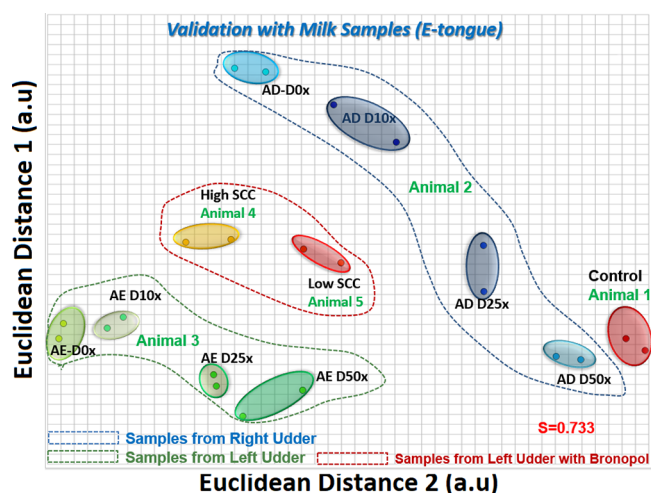 Validation with Milk Samples (E-tongue)
Euclidean Distance 1 (a.u)
AD-D0x
AD D10x
Animal 2
High SCC
Animal 4
Low SCC
Animal 5
Control
Animal 1
AE D10x
AD D25x
Animal 3
AE-D0x
AE D25x
AE D50x
AD D50x
S=0.733
Samples from Right Udder
Samples from Left Udder
Samples from Left Udder with Bronopol
Euclidean Distance 2 (a.u)